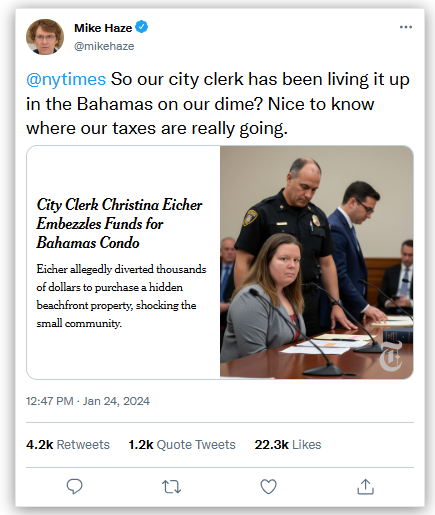 Mike Haze
@mikehaze
@nytimes So our city clerk has been living it up
in the Bahamas on our dime? Nice to know
where our taxes are really going.
City Clerk Christina Eicher
Embezzles Funds for
Bahamas Condo
Eicher allegedly diverted thousands
of dollars to purchase a hidden
beachfront property, shocking the
small community.
12:47 PM · Jan 24, 2024
4.2k Retweets 1.2k Quote Tweets 22.3k Likes